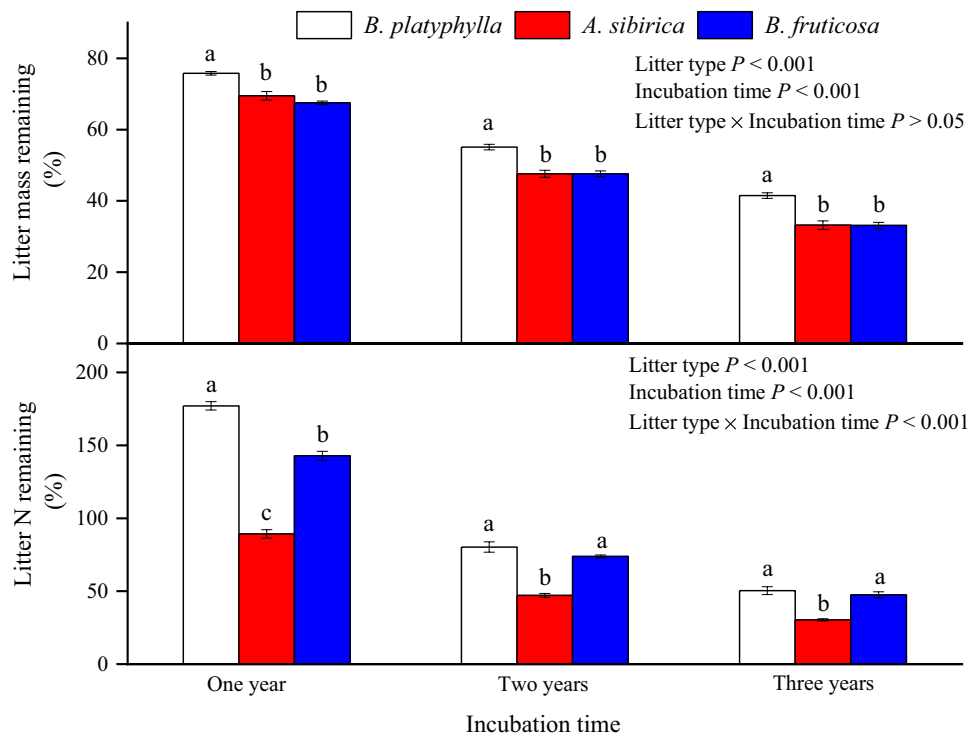 B. platyphylla A. sibirica B. fruticosa
Litter type P < 0.001
Incubation time P < 0.001
Litter type × Incubation time P > 0.05
Litter mass remaining
(%)
80
60
40
20
0
a b b
a b b
a b b
Litter type P < 0.001
Incubation time P < 0.001
Litter type × Incubation time P < 0.001
Litter N remaining
(%)
200
150
100
50
0
a c b
a b a
a b a
One year Two years Three years
Incubation time